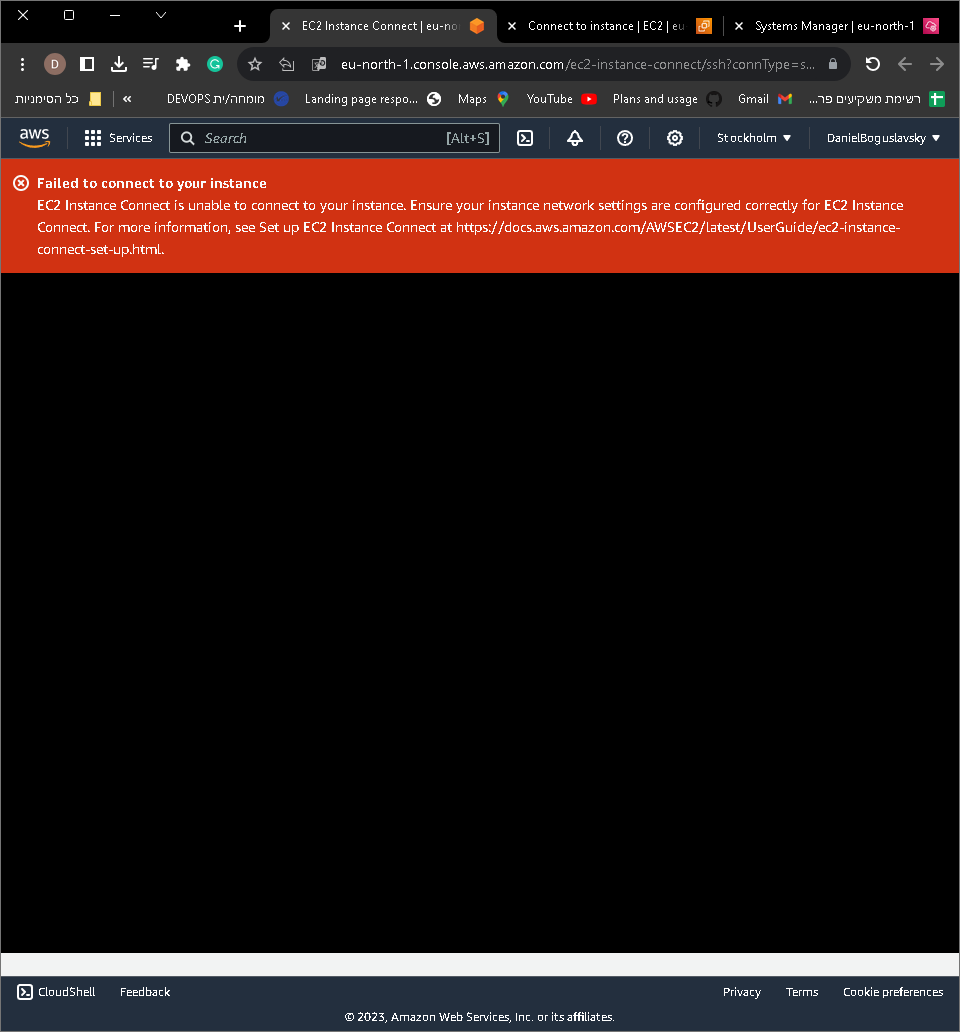 EC2 Instance Connect | eu-no
Connect to instance | EC2 | eu-
Systems Manager | eu-north-1
D
eu-north-1.console.aws.amazon.com/ec2-instance-connect/ssh?connType=s...
כל הסימניות
»
מומחה/ית DEVOPS
Landing page respo...
Maps
YouTube
Plans and usage
Gmail
רשימת משקיעים פר...
aws
Services
Search
[Alt+S]
Stockholm
DanielBoguslavsky
Failed to connect to your instance
EC2 Instance Connect is unable to connect to your instance. Ensure your instance network settings are configured correctly for EC2 Instance
Connect. For more information, see Set up EC2 Instance Connect at https://docs.aws.amazon.com/AWSEC2/latest/UserGuide/ec2-instance-
connect-set-up.html.
CloudShell
Feedback
Privacy
Terms
Cookie preferences
© 2023, Amazon Web Services, Inc. or its affiliates.